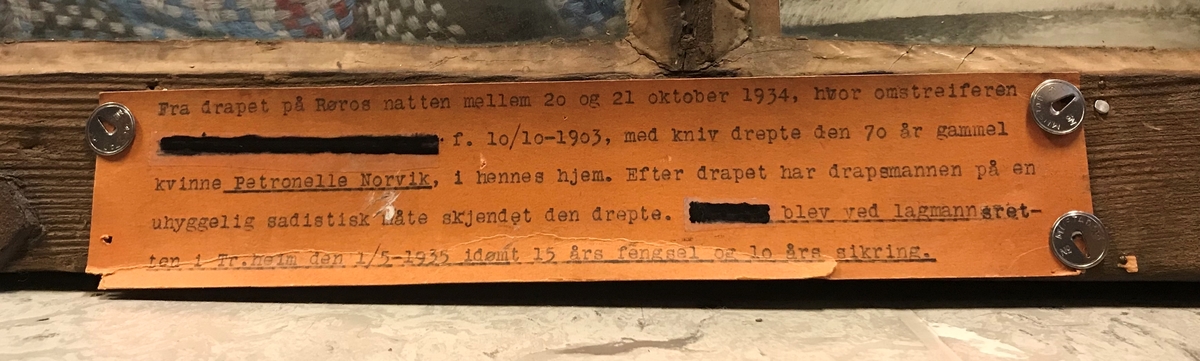 Fra drapet på Røros natten mellem 20 og 21 oktober 1934, hvor omstreiferen
f. 10/10-1903, med kniv drepte den 70 år gammel
kvinne Petronelle Norvik, i hennes hjem. Efter drapet har drapsmannen på en
uhyggelig sadistisk måte skjendet den drepte. blev ved lagmannsret-
ten i Tr.heim den 1/5-1935 idømt 15 års fengsel og 10 års sikring.